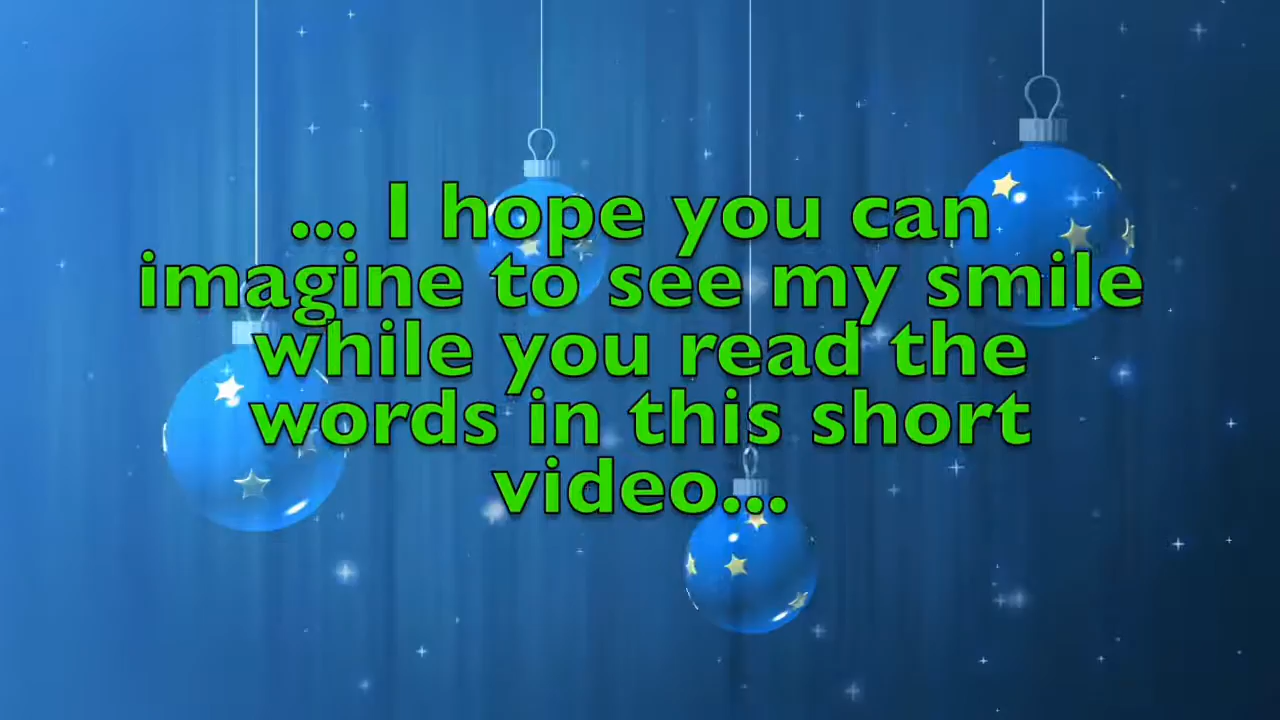 ... I hope you can
imagine to see my smile
while you read the
words in this short
video...